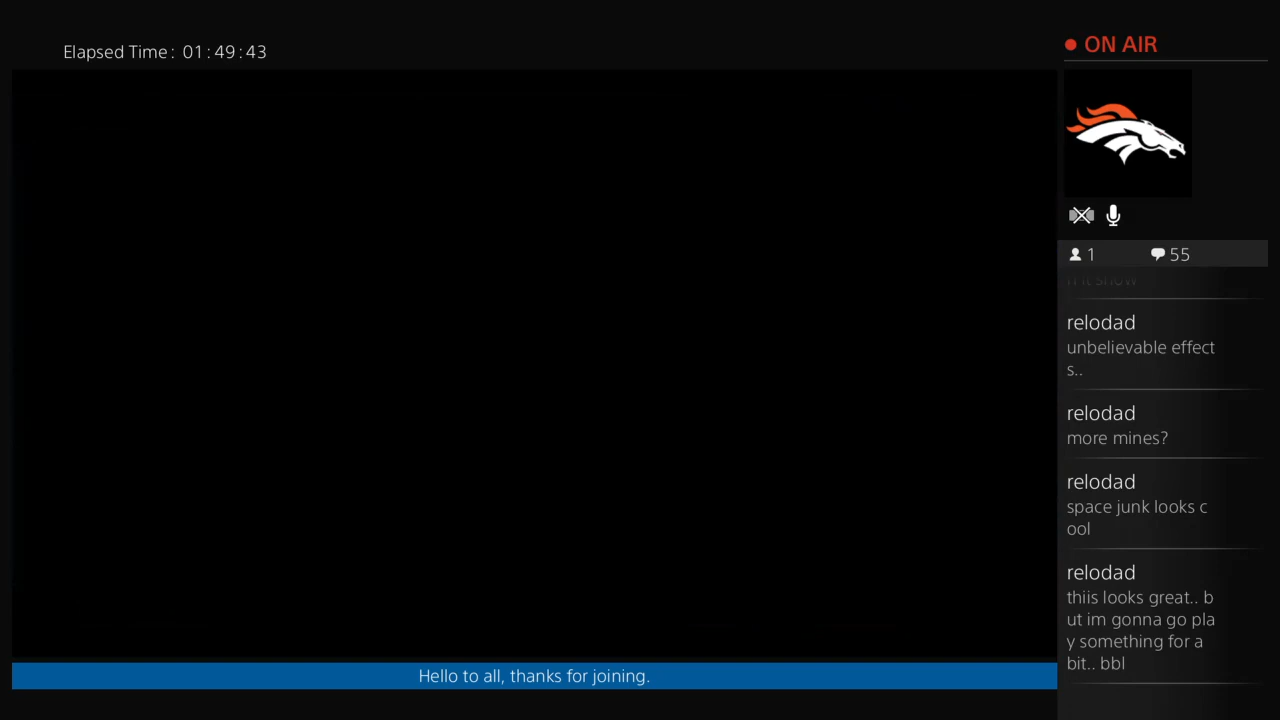 Elapsed Time: 01:49:43
ON AIR
1 55
relodad
unbelievable effect
s..
relodad
more mines?
relodad
space junk looks c
ool
relodad
thiis looks great.. b
ut im gonna go pla
y something for a
bit.. bbl
Hello to all, thanks for joining.